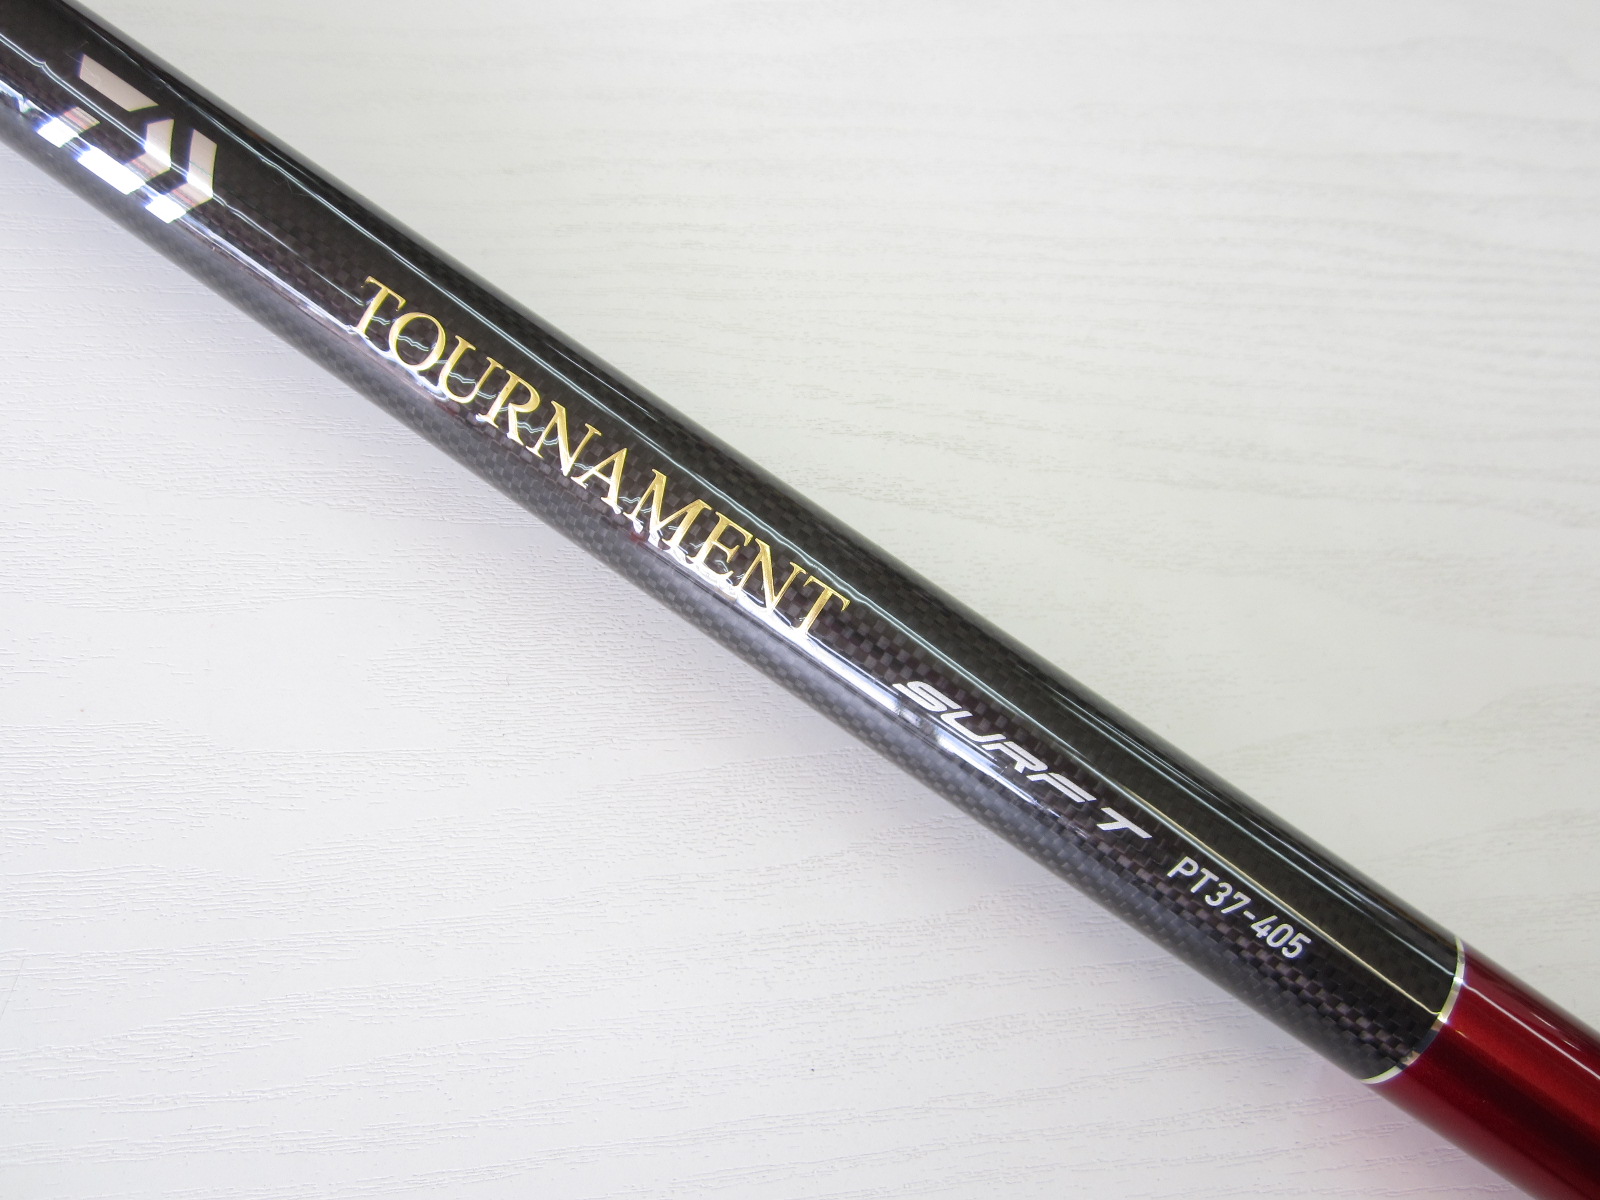 TOURNAMENT SURF T PT37-405